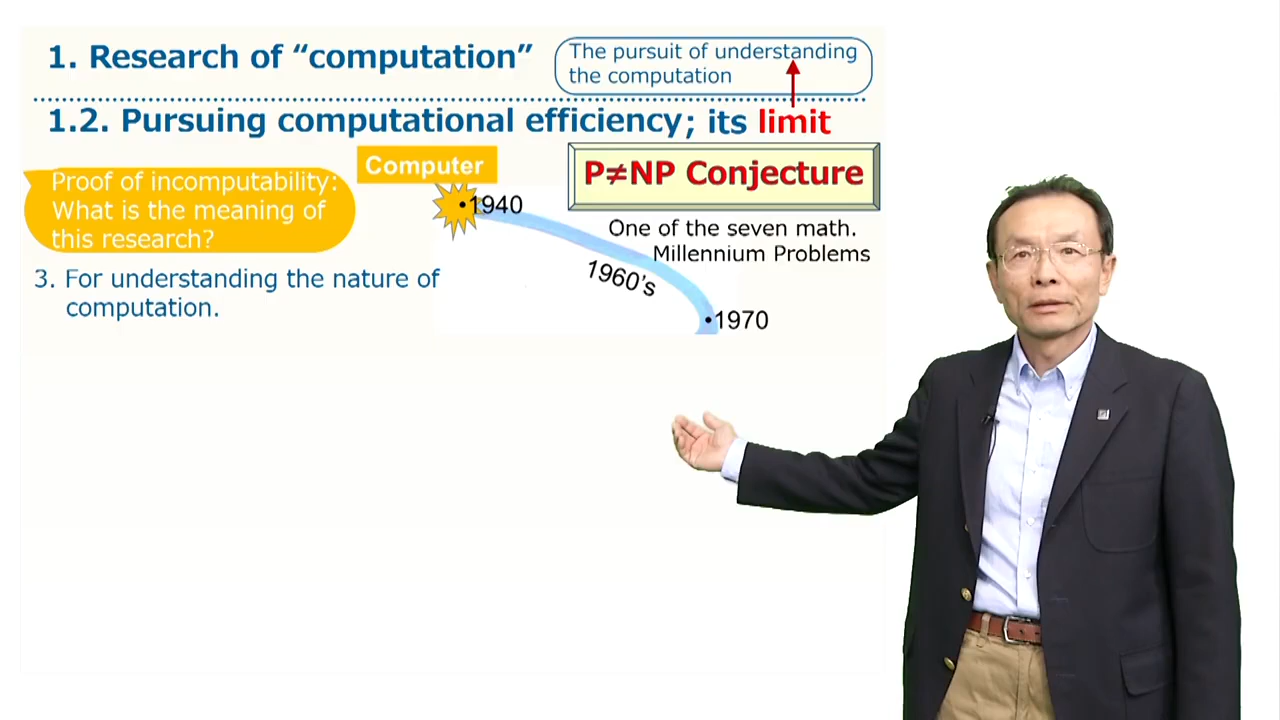 1. Research of “computation”
The pursuit of understanding
the computation
1.2. Pursuing computational efficiency; its limit
Computer
P≠NP Conjecture
Proof of incomputability:
What is the meaning of
this research?
•1940
One of the seven math.
Millennium Problems
1960’s
3. For understanding the nature of
computation.
•1970